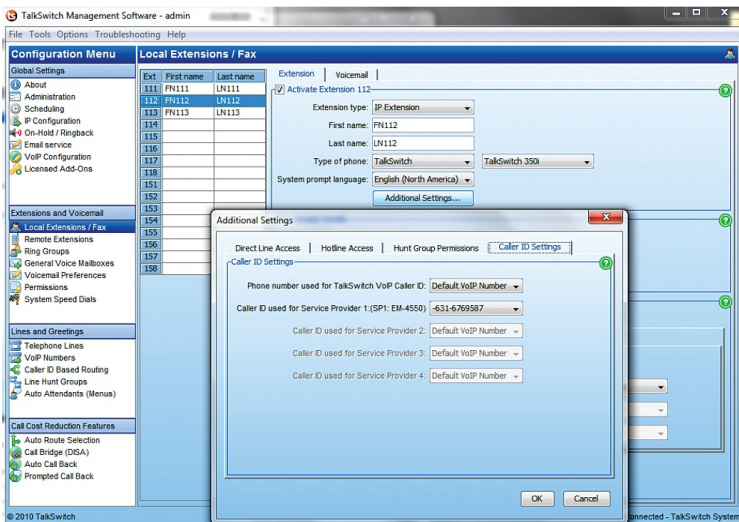 TalkSwitch Management Software - admin
File Tools Options Troubleshooting Help
Configuration Menu
Global Settings
About
Administration
Scheduling
IP Configuration
On-Hold / Ringback
Email service
VoIP Configuration
Licensed Add-Ons
Extensions and Voicemail
Local Extensions / Fax
Remote Extensions
Ring Groups
General Voice Mailboxes
Voicemail Preferences
Permissions
System Speed Dials
Lines and Greetings
Telephone Lines
VoIP Numbers
Caller ID Based Routing
Line Hunt Groups
Auto Attendants (Menus)
Call Cost Reduction Features
Auto Route Selection
Call Bridge (DISA)
Auto Call Back
Prompted Call Back
© 2010 TalkSwitch
Local Extensions / Fax
Ext First name Last name
111 FN111 LN111
112 FN112 LN112
113 FN113 LN113
114
115
116
117
118
151
152
153
154
155
156
157
158
Extension Voicemail
Activate Extension 112
Extension type: IP Extension
First name: FN112
Last name: LN112
Type of phone: TalkSwitch TalkSwitch 350i
System prompt language: English (North America)
Additional Settings...
Additional Settings
Direct Line Access Hotline Access Hunt Group Permissions Caller ID Settings
Caller ID Settings
Phone number used for TalkSwitch VoIP Caller ID: Default VoIP Number
Caller ID used for Service Provider 1:(SP1: EM-4550) -631-6769587
Caller ID used for Service Provider 2: Default VoIP Number
Caller ID used for Service Provider 3: Default VoIP Number
Caller ID used for Service Provider 4: Default VoIP Number
OK Cancel
onnected - TalkSwitch System